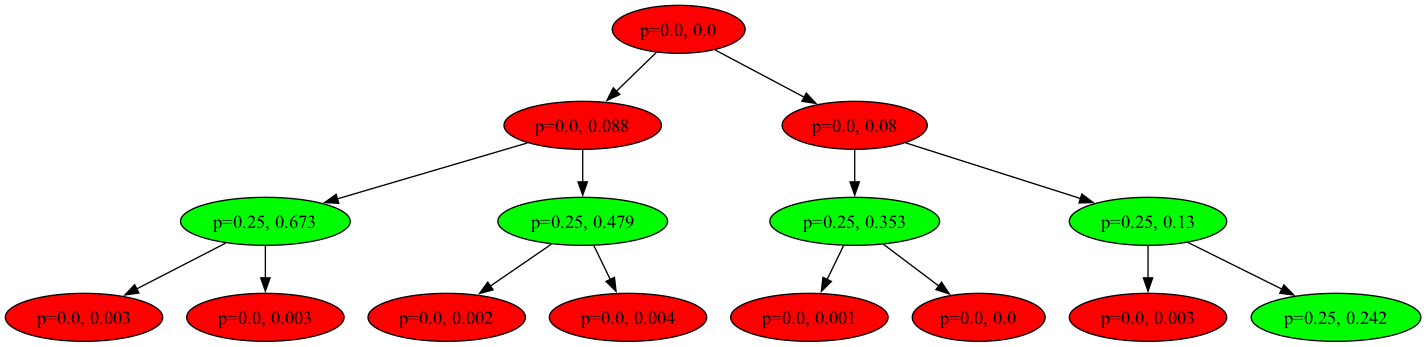 p=0.0, 0.0
p=0.0, 0.088
p=0.0, 0.08
p=0.25, 0.673
p=0.25, 0.479
p=0.25, 0.353
p=0.25, 0.13
p=0.0, 0.003
p=0.0, 0.003
p=0.0, 0.002
p=0.0, 0.004
p=0.0, 0.001
p=0.0, 0.0
p=0.0, 0.003
p=0.25, 0.242